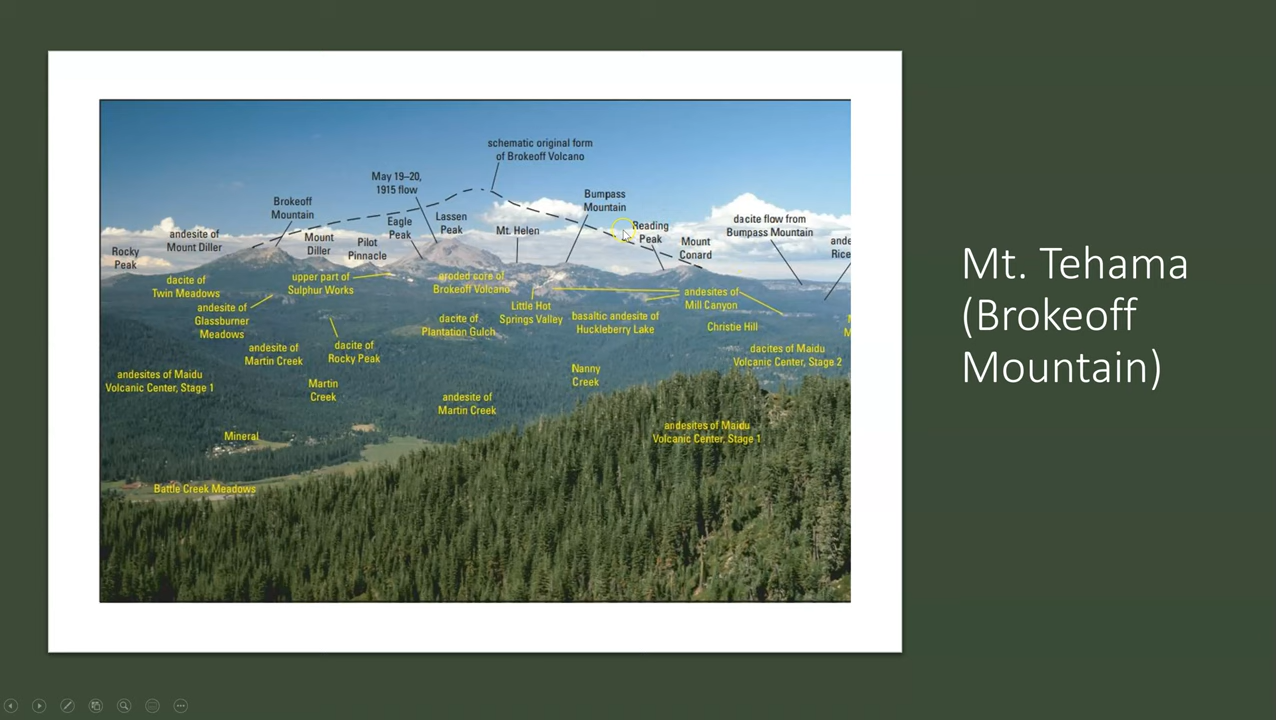 schematic original form
of Brokeoff Volcano
May 19–20,
1915 flow
Brokeoff
Mountain
Bumpass
Mountain
Lassen
Peak
Eagle
Peak
Mt. Helen
Reading
Peak
dacite flow from
Bumpass Mountain
andesite of
Mount Diller
Mount
Diller
Pilot
Pinnacle
Mount
Conard
Rocky
Peak
dacite of
Twin Meadows
upper part of
Sulphur Works
eroded core of
Brokeoff Volcano
andesites of
Mill Canyon
andesite of
Glassburner
Meadows
Little Hot
Springs Valley
basaltic andesite of
Huckleberry Lake
dacite of
Plantation Gulch
Christie Hill
andesite of
Martin Creek
dacite of
Rocky Peak
dacites of Maidu
Volcanic Center, Stage 2
andesites of Maidu
Volcanic Center, Stage 1
Martin
Creek
Nanny
Creek
andesite of
Martin Creek
Mineral
andesites of Maidu
Volcanic Center, Stage 1
Battle Creek Meadows
Mt. Tehama
(Brokeoff
Mountain)